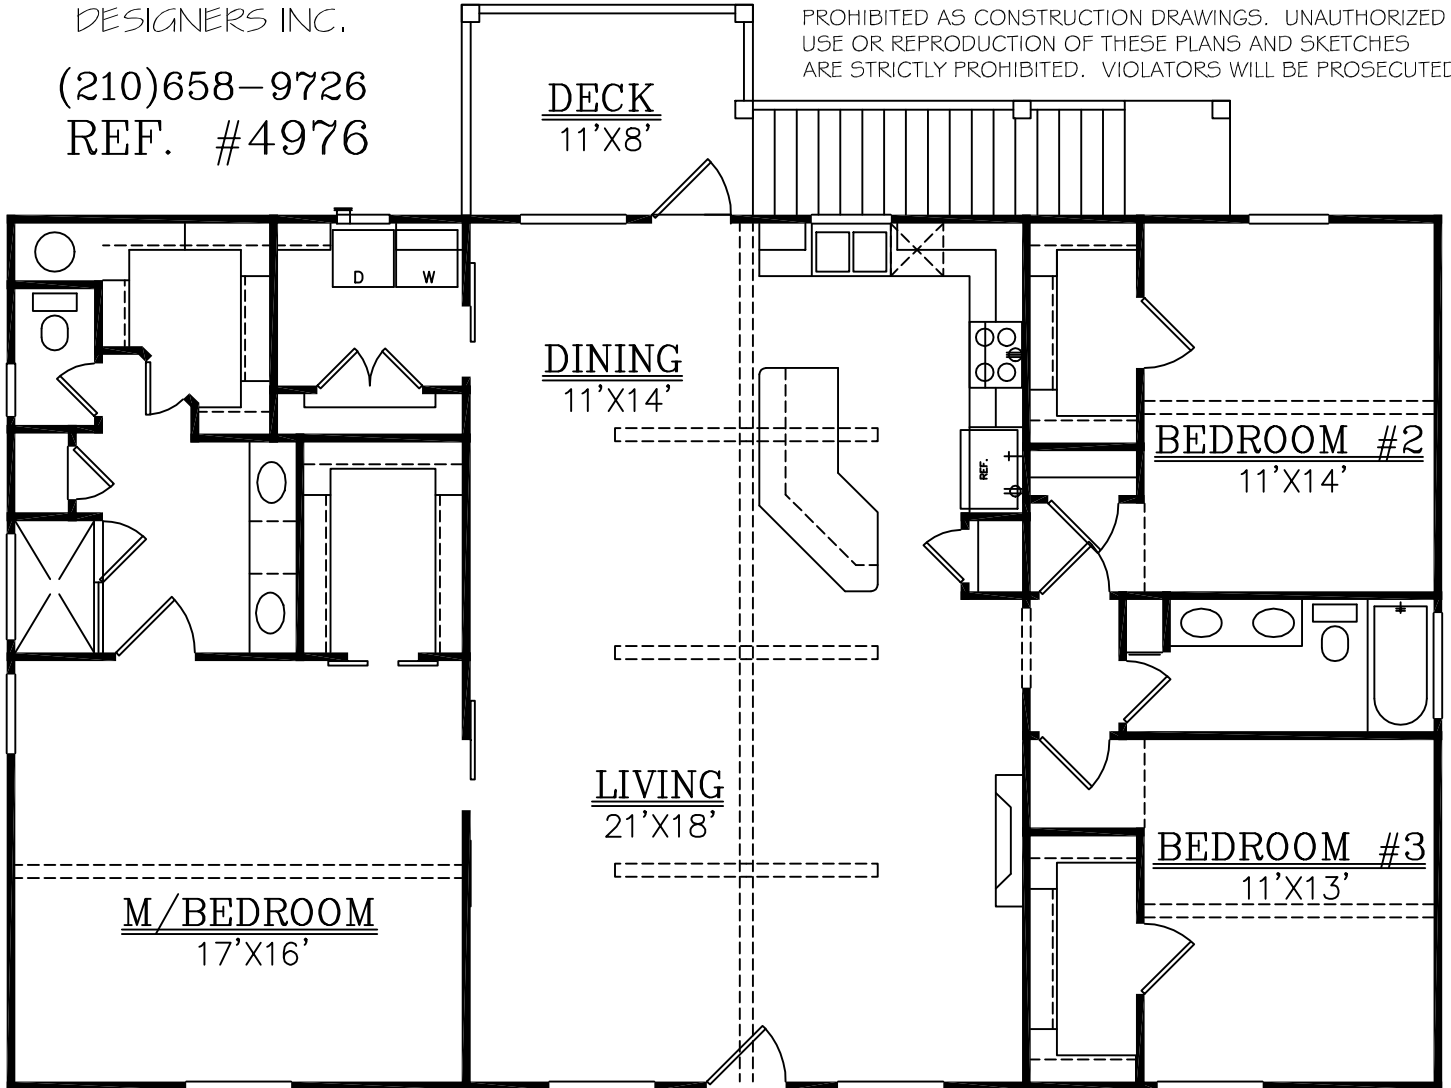 DESIGNERS INC.
(210)658-9726
REF. #4976
PROHIBITED AS CONSTRUCTION DRAWINGS. UNAUTHORIZED
USE OR REPRODUCTION OF THESE PLANS AND SKETCHES
ARE STRICTLY PROHIBITED. VIOLATORS WILL BE PROSECUTED
DECK
11'X8'
D
W
DINING
11'X14'
REF.
BEDROOM #2
11'X14'
LIVING
21'X18'
BEDROOM #3
11'X13'
M/BEDROOM
17'X16'